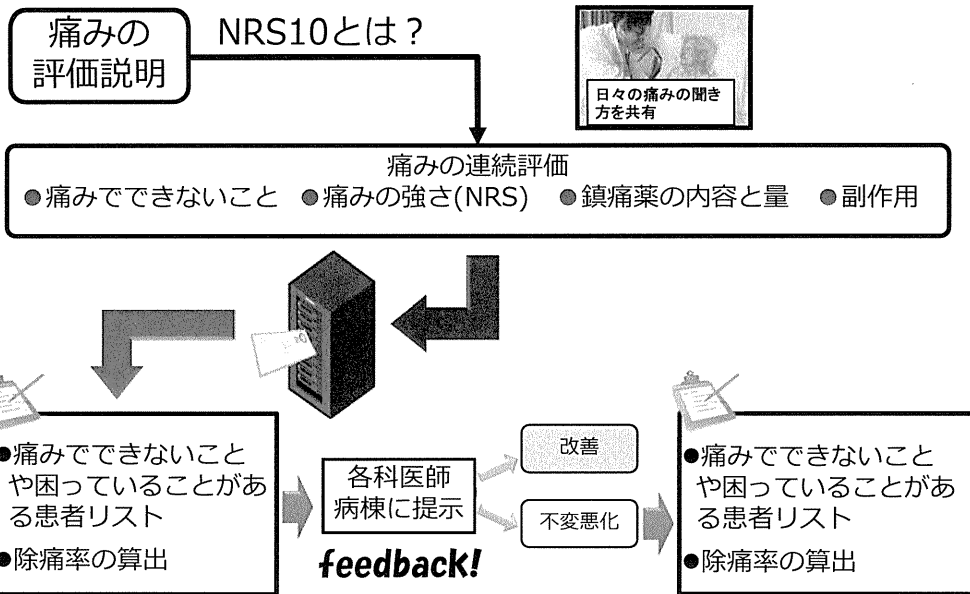 痛みの
評価説明
NRS10とは？
日々の痛みの聞き
方を共有
痛みの連続評価
●痛みでできないこと ●痛みの強さ(NRS) ●鎮痛薬の内容と量 ●副作用
●痛みでできないこと
や困っていることがあ
る患者リスト
●除痛率の算出
各科医師
病棟に提示
feedback!
改善
不変悪化
●痛みでできないこと
や困っていることがあ
る患者リスト
●除痛率の算出